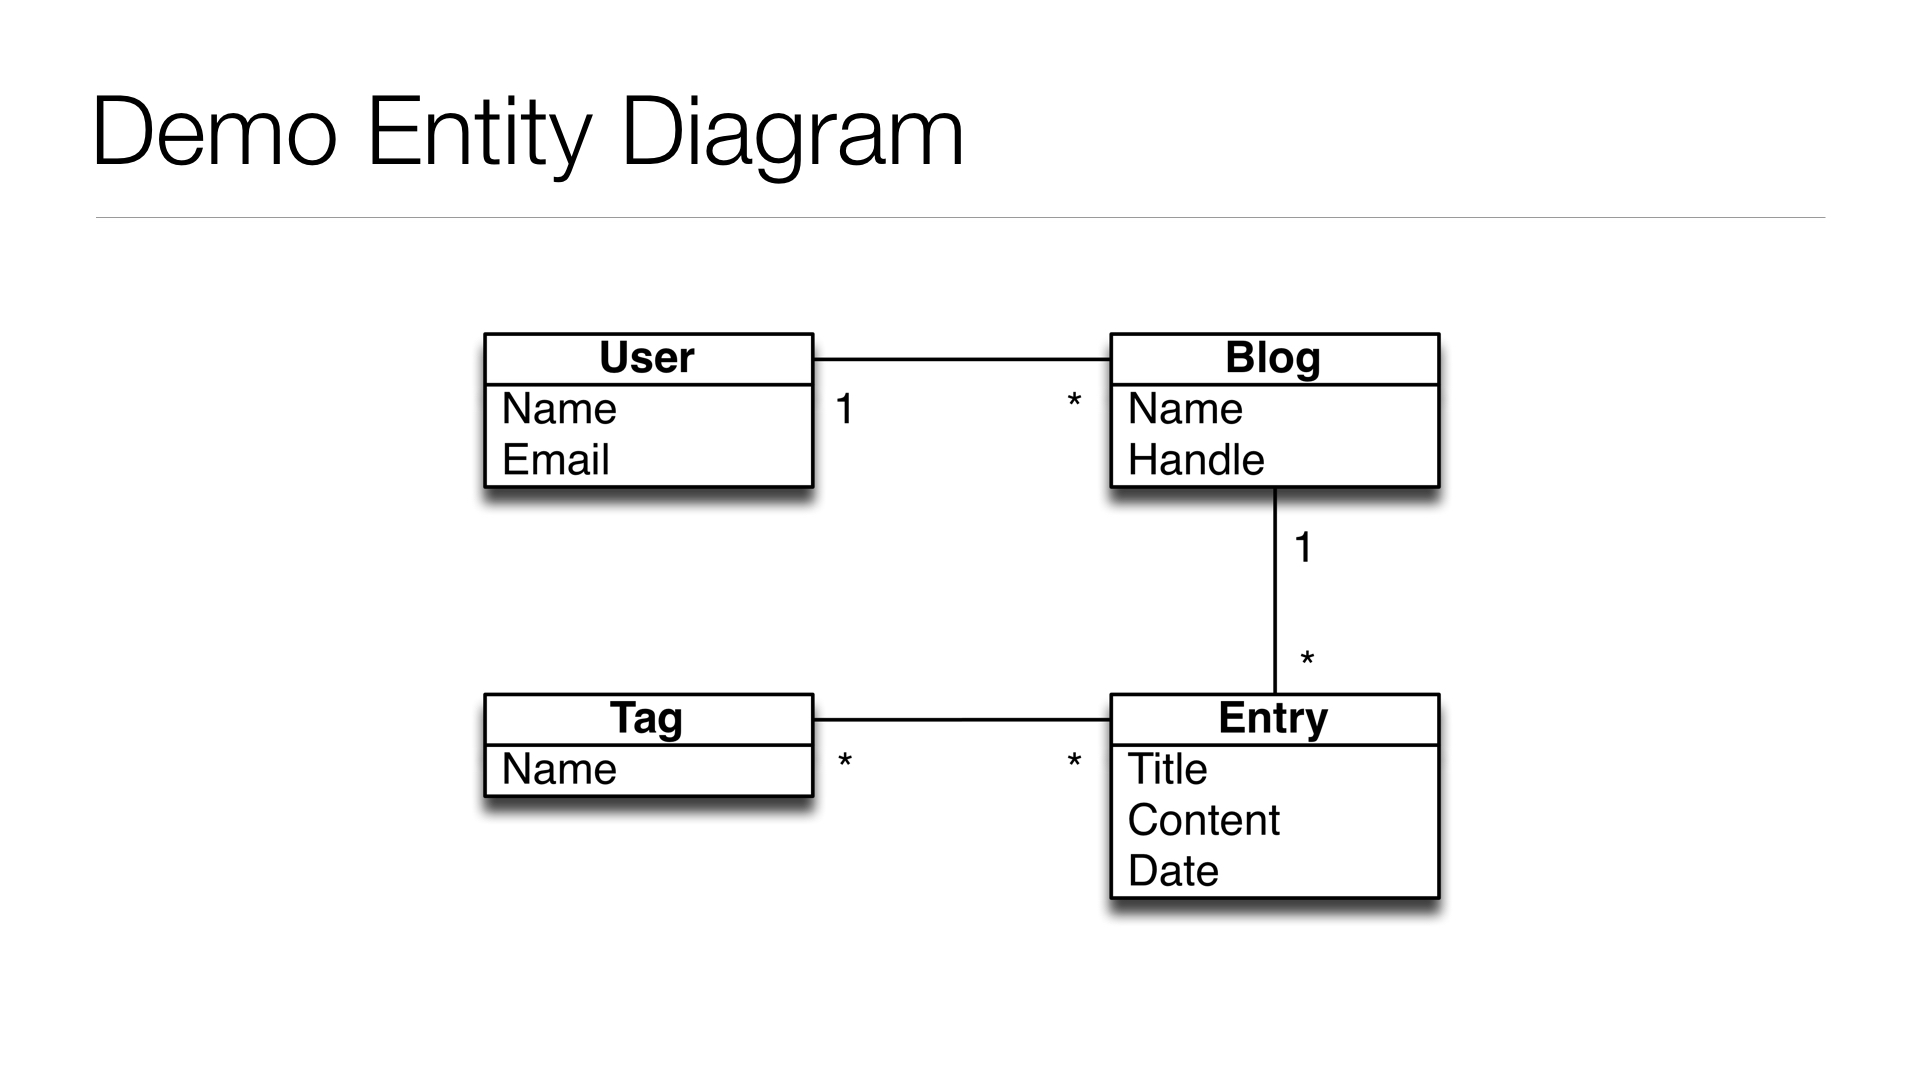 Demo Entity Diagram
User
Name
Email
1
*
Blog
Name
Handle
1
*
Tag
Name
*
*
Entry
Title
Content
Date